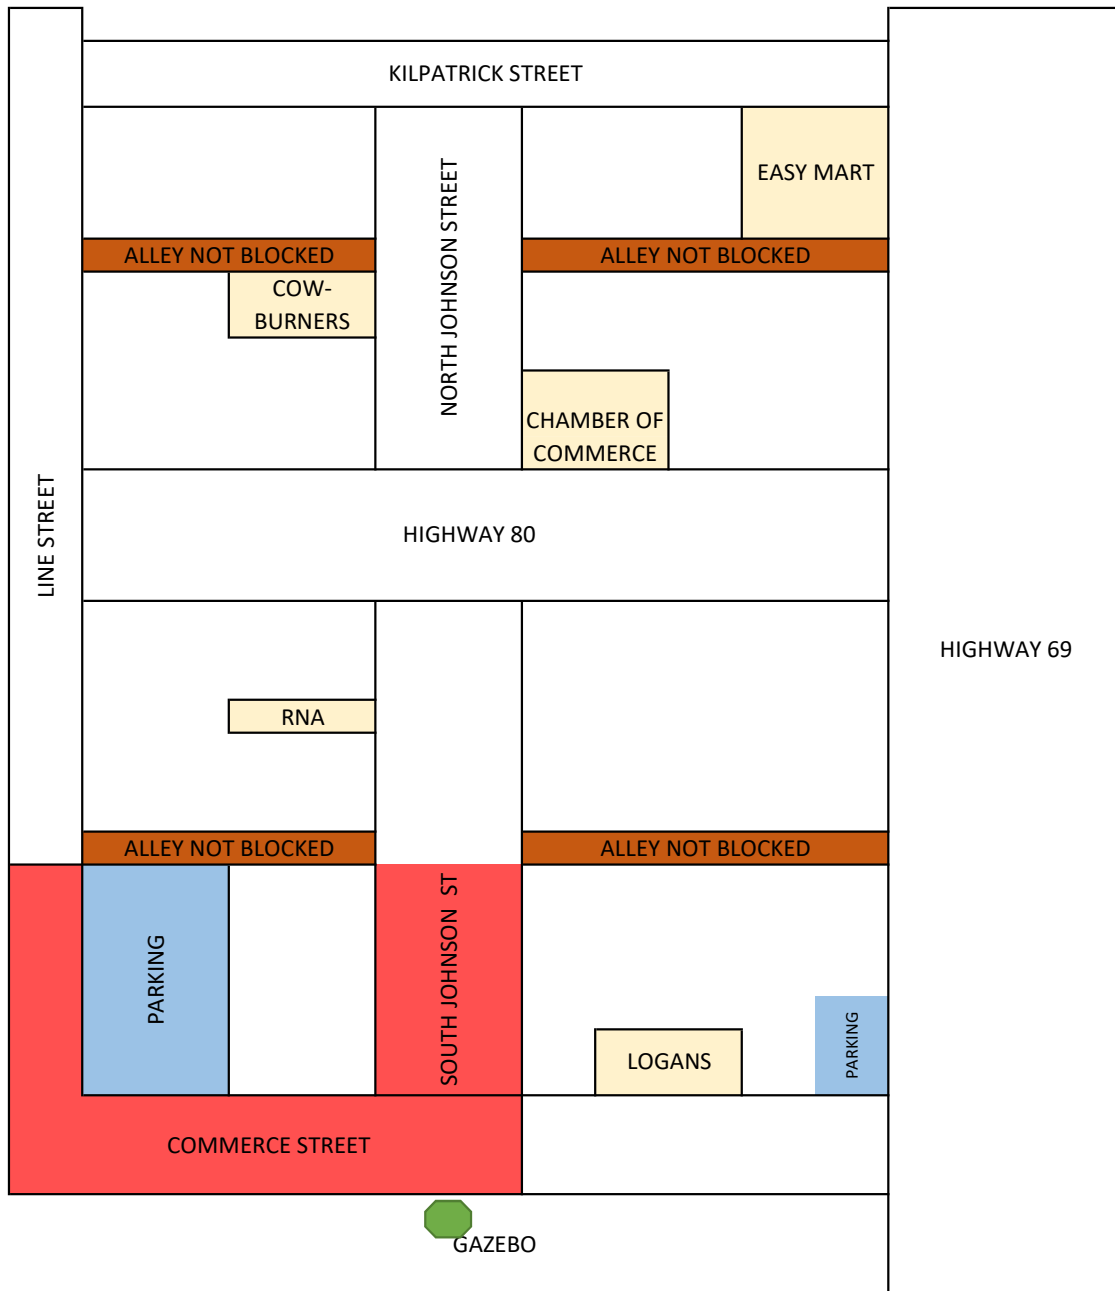 KILPATRICK STREET
EASY MART
NORTH JOHNSON STREET
ALLEY NOT BLOCKED
ALLEY NOT BLOCKED
COW-
BURNERS
CHAMBER OF
COMMERCE
LINE STREET
HIGHWAY 80
HIGHWAY 69
RNA
ALLEY NOT BLOCKED
ALLEY NOT BLOCKED
PARKING
SOUTH JOHNSON ST
LOGANS
PARKING
COMMERCE STREET
GAZEBO